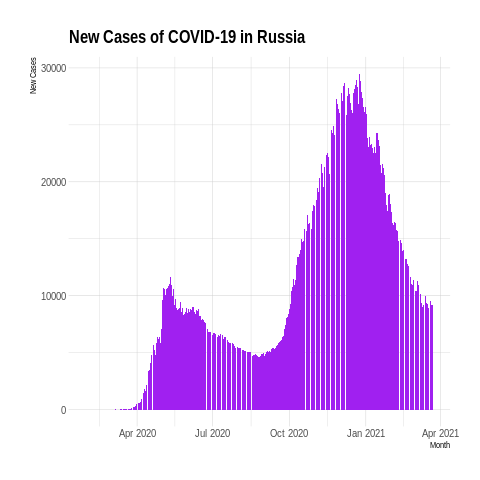 New Cases of COVID-19 in Russia
New Cases
30000
20000
10000
0
Apr 2020 Jul 2020 Oct 2020 Jan 2021 Apr 2021
Month